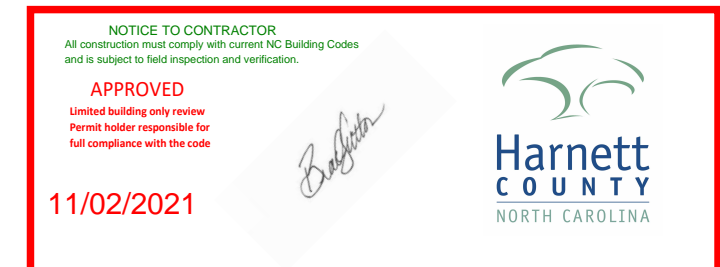 NOTICE TO CONTRACTOR
All construction must comply with current NC Building Codes
and is subject to field inspection and verification.
APPROVED
Limited building only review
Permit holder responsible for
full compliance with the code
Brad Sutton
11/02/2021
Harnett
COUNTY
NORTH CAROLINA